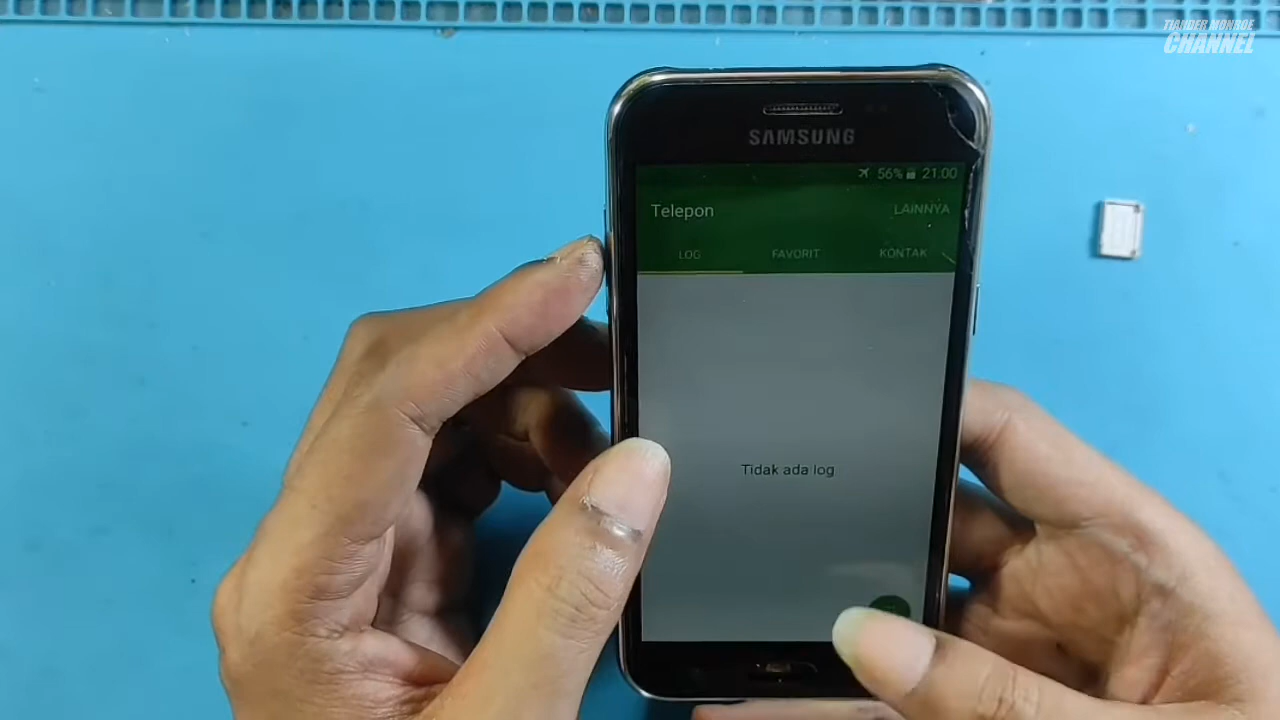 TIANDER MONROE
CHANNEL
SAMSUNG
56% 21.00
Telepon
LAINNYA
LOG
FAVORIT
KONTAK
Tidak ada log